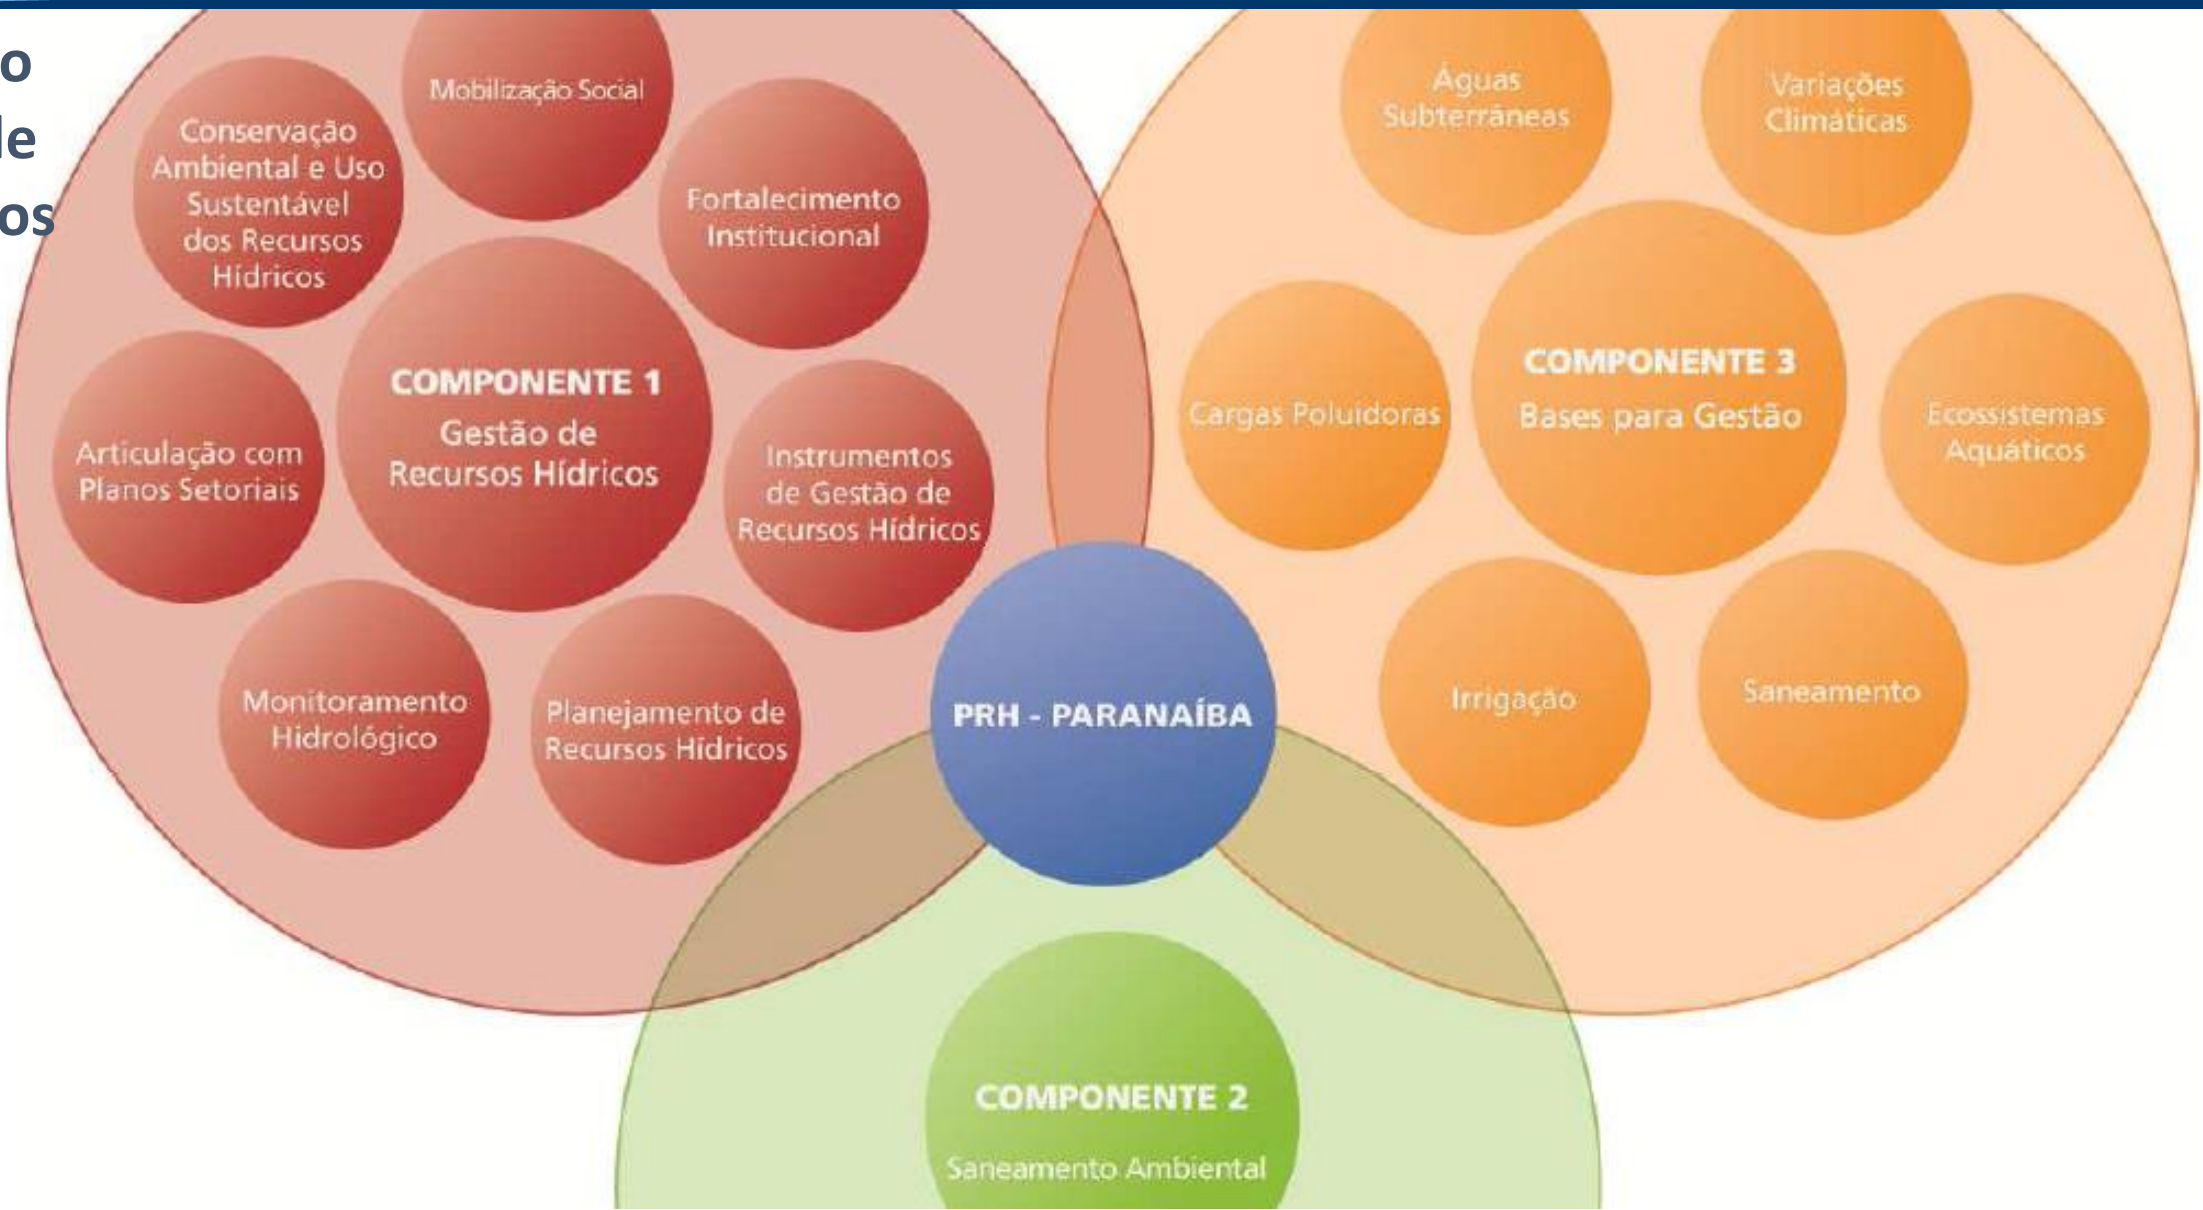 Mobilização Social
Conservação
Ambiental e Uso
Sustentável
dos Recursos
Hídricos
Fortalecimento
Institucional
COMPONENTE 1
Gestão de
Recursos Hídricos
Articulação com
Planos Setoriais
Instrumentos
de Gestão de
Recursos Hídricos
Monitoramento
Hidrológico
Planejamento de
Recursos Hídricos
PRH - PARANAÍBA
Águas
Subterrâneas
Variações
Climáticas
COMPONENTE 3
Bases para Gestão
Cargas Poluidoras
Ecossistemas
Aquáticos
Irrigação
Saneamento
COMPONENTE 2
Saneamento Ambiental